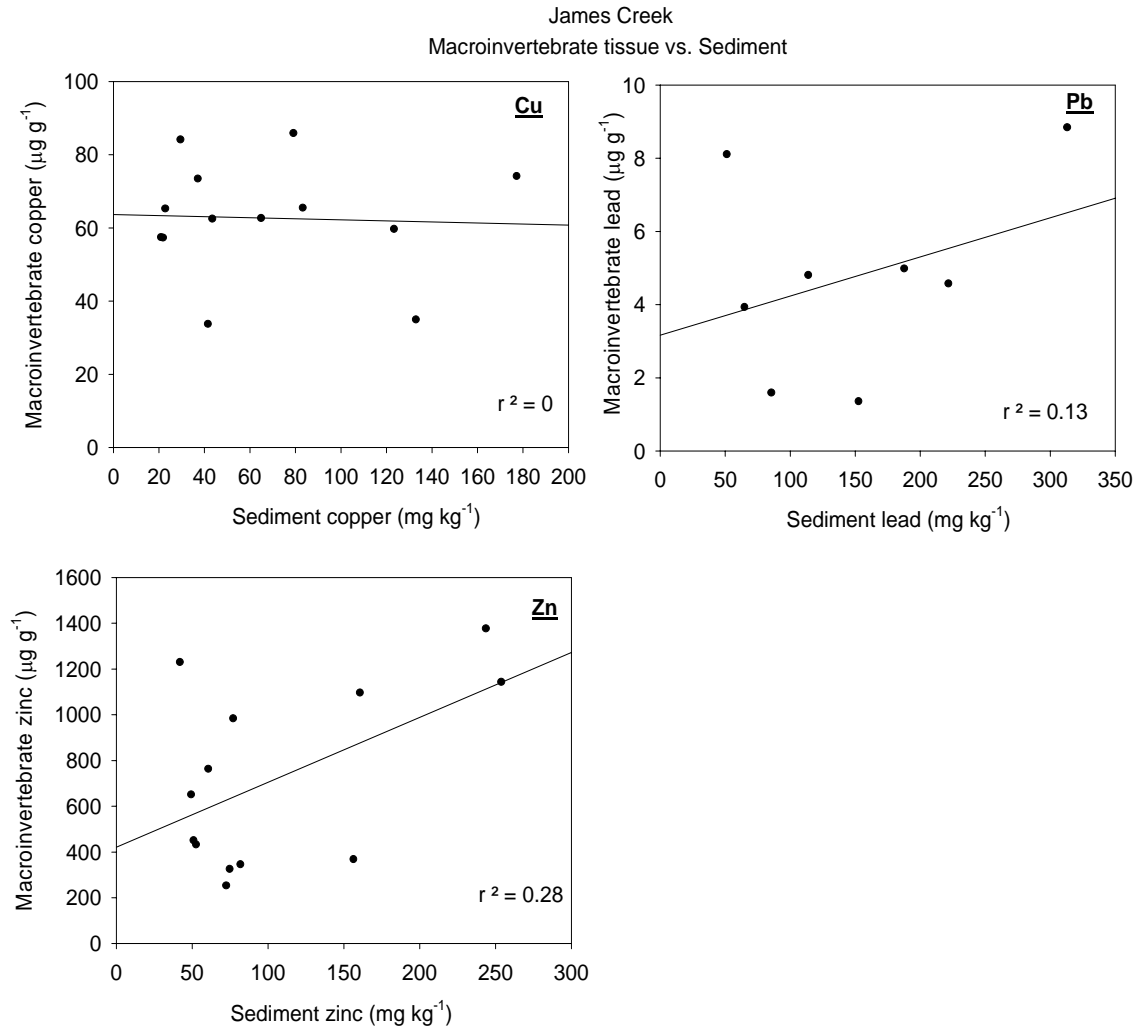 James Creek
Macroinvertebrate tissue vs. Sediment
Cu
Macroinvertebrate copper (μg g⁻¹)
100
80
60
40
20
0
r ² = 0
0 20 40 60 80 100 120 140 160 180 200
Sediment copper (mg kg⁻¹)
Pb
Macroinvertebrate lead (μg g⁻¹)
10
8
6
4
2
0
r ² = 0.13
0 50 100 150 200 250 300 350
Sediment lead (mg kg⁻¹)
Zn
Macroinvertebrate zinc (μg g⁻¹)
1600
1400
1200
1000
800
600
400
200
0
r ² = 0.28
0 50 100 150 200 250 300
Sediment zinc (mg kg⁻¹)